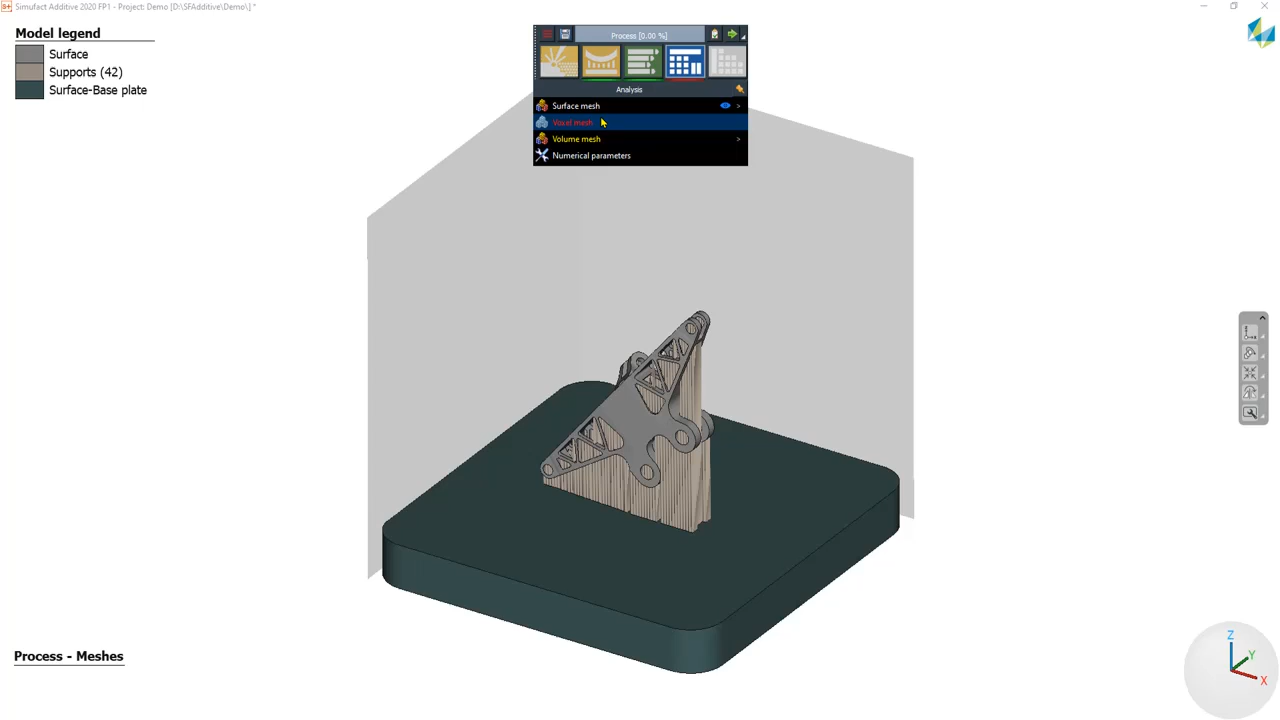 Simufact Additive 2020 FP1 - Project: Demo [D:\SFAdditive\Demo\] *
Model legend
Surface
Supports (42)
Surface-Base plate
Process [0.00 %]
Analysis
Surface mesh
Voxel mesh
Volume mesh
Numerical parameters
Process - Meshes
Z
Y
X